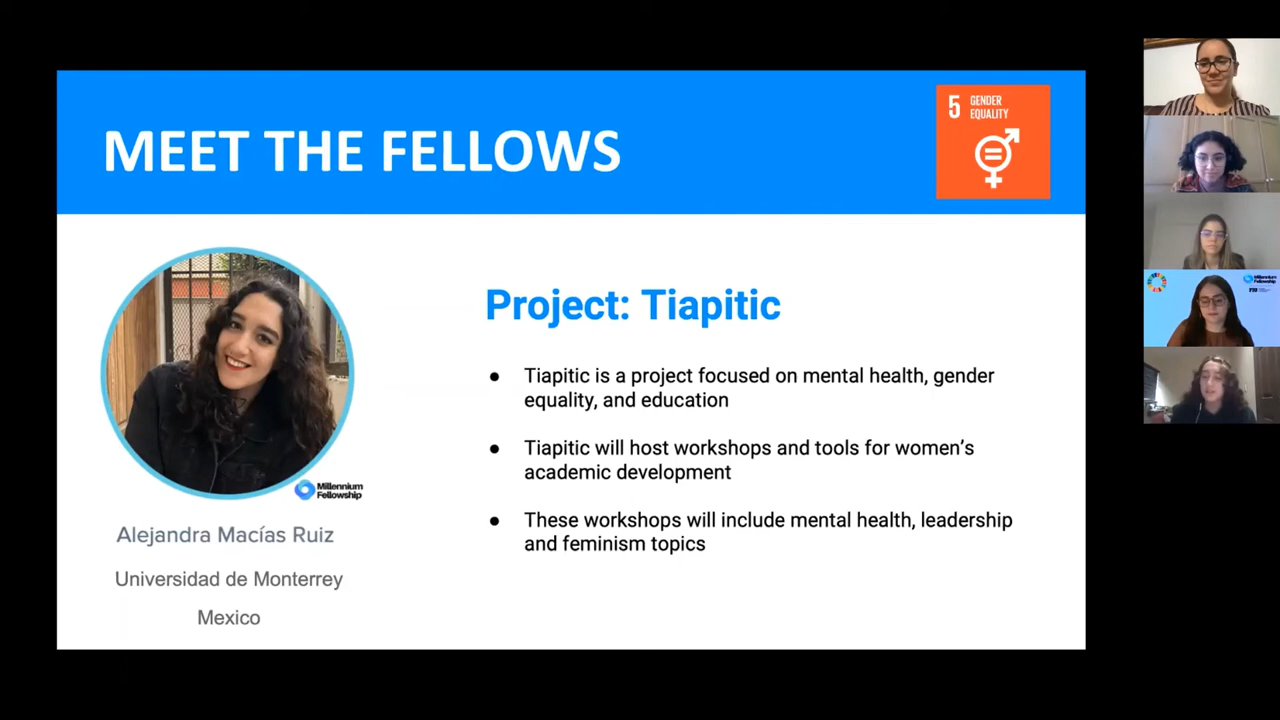 MEET THE FELLOWS
5 GENDER
EQUALITY
Project: Tiapitic
● Tiapitic is a project focused on mental health, gender
equality, and education
● Tiapitic will host workshops and tools for women’s
academic development
● These workshops will include mental health, leadership
and feminism topics
Millennium
Fellowship
Alejandra Macías Ruiz
Universidad de Monterrey
Mexico
Millennium
Fellowship